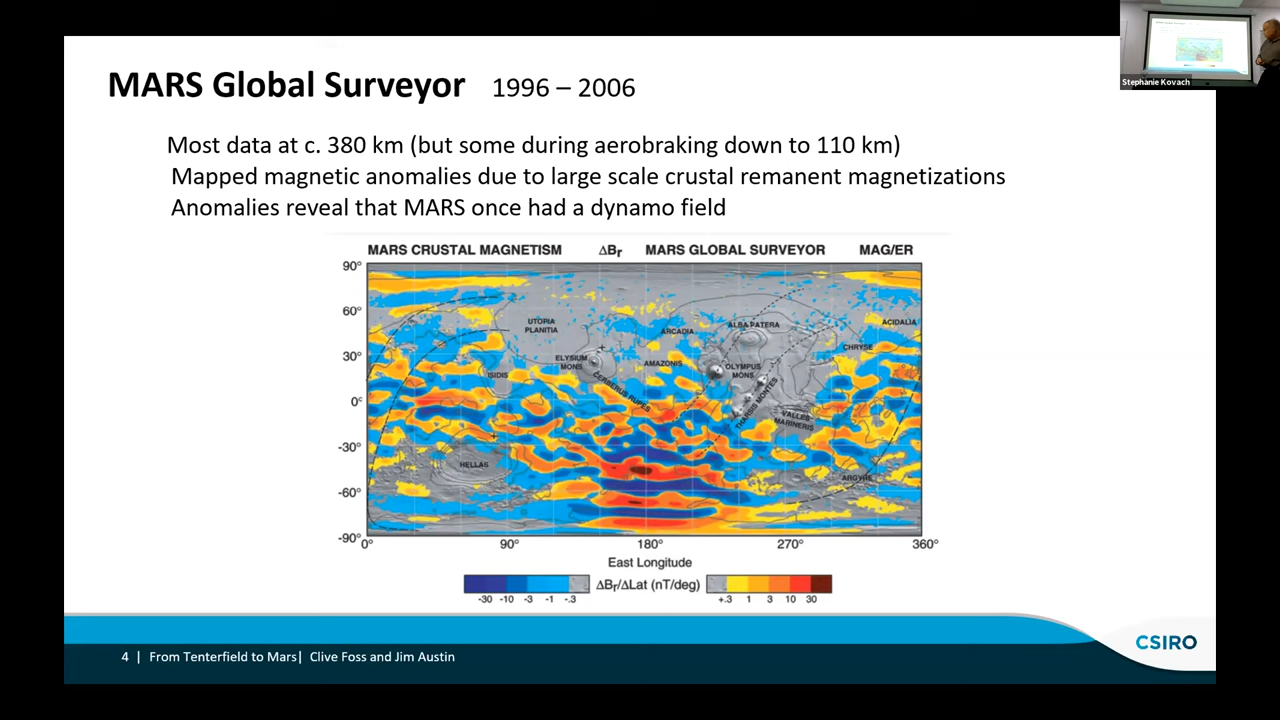 MARS Global Surveyor 1996 – 2006
Stephanie Kovach
Most data at c. 380 km (but some during aerobraking down to 110 km)
Mapped magnetic anomalies due to large scale crustal remanent magnetizations
Anomalies reveal that MARS once had a dynamo field
MARS CRUSTAL MAGNETISM ΔBr MARS GLOBAL SURVEYOR MAG/ER
90°
60°
30°
0°
-30°
-60°
-90°
UTOPIA
PLANITIA
ARCADIA
ALBA PATERA
ACIDALIA
CHRYSE
ELYSIUM
MONS
AMAZONIS
OLYMPUS
MONS
ISIDIS
CERBERUS RUPES
THARSIS MONTES
VALLES
MARINERIS
HELLAS
ARGYRE
0° 90° 180° 270° 360°
East Longitude
ΔBr/ΔLat (nT/deg)
-30 -10 -3 -1 -.3 +.3 1 3 10 30
CSIRO
4 | From Tenterfield to Mars| Clive Foss and Jim Austin